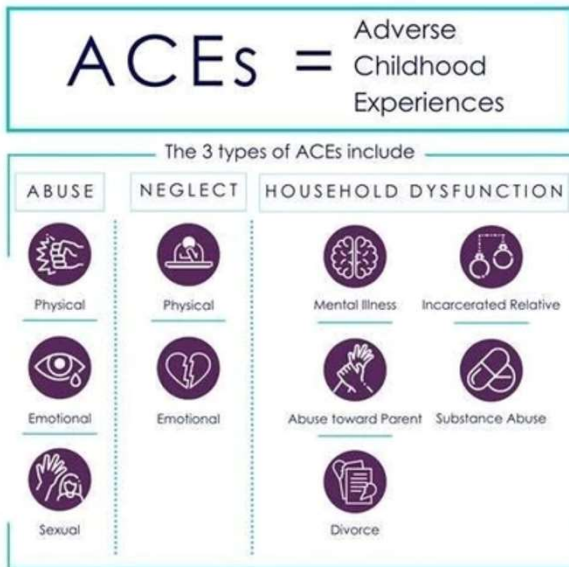 ACEs = Adverse
Childhood
Experiences
The 3 types of ACEs include
ABUSE
Physical
Emotional
Sexual
NEGLECT
Physical
Emotional
HOUSEHOLD DYSFUNCTION
Mental Illness
Incarcerated Relative
Abuse toward Parent
Substance Abuse
Divorce